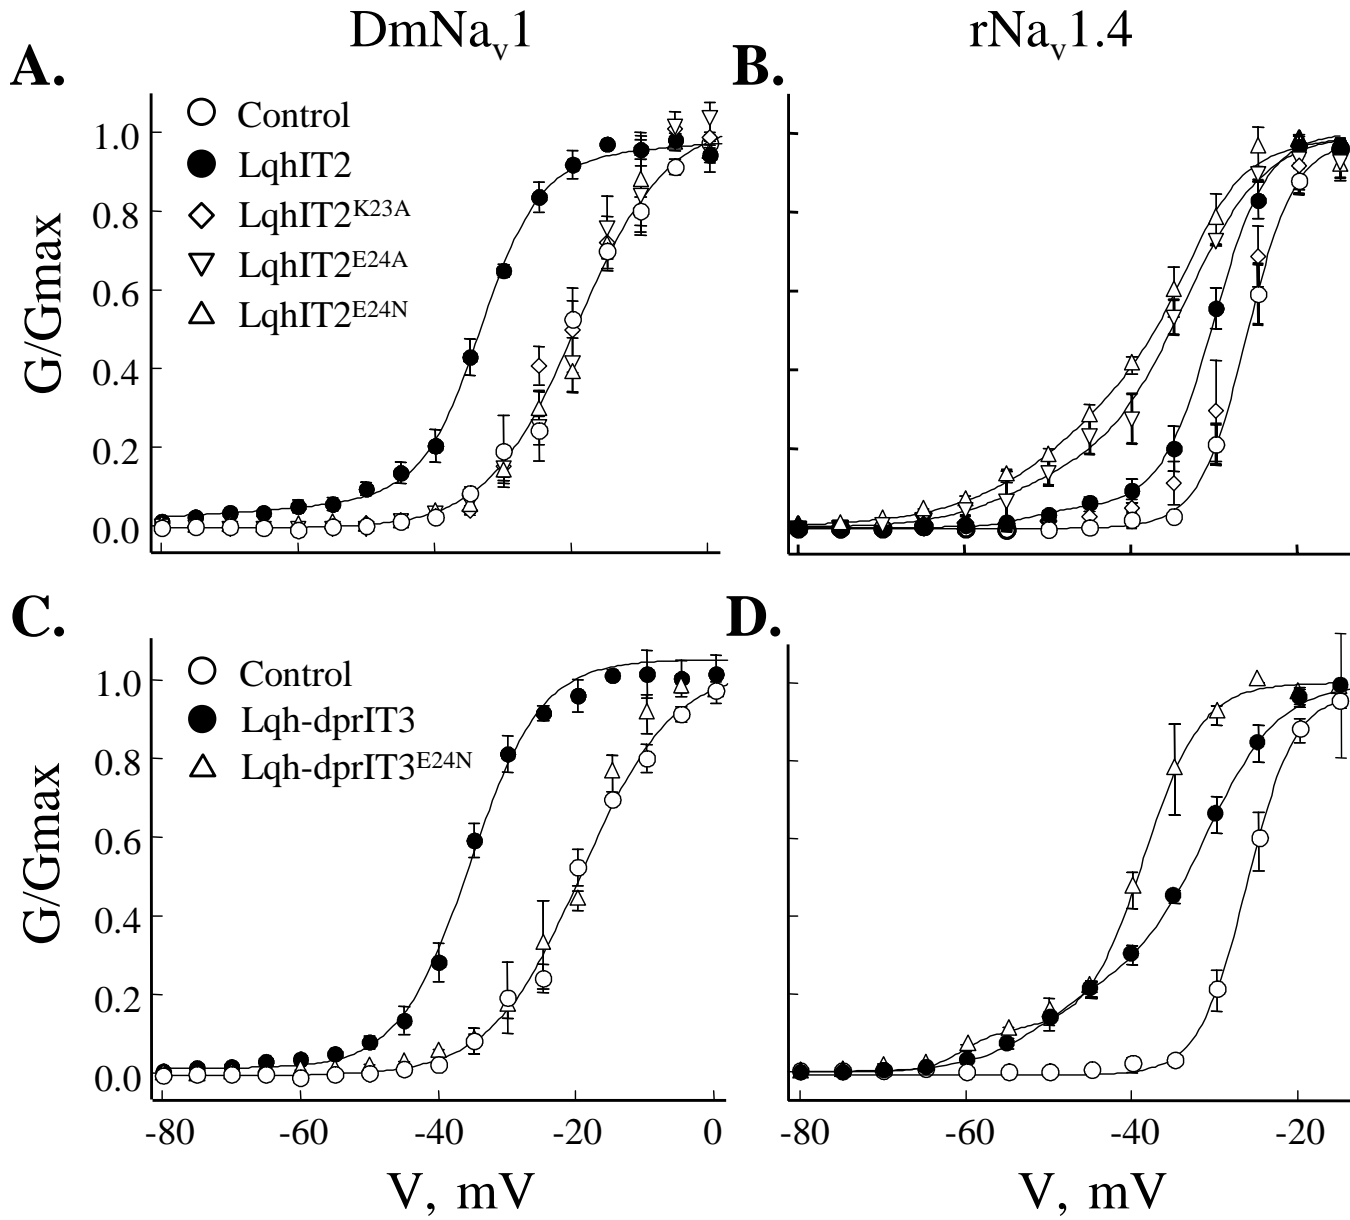 DmNaᵥ1
rNaᵥ1.4
A.
B.
Control
LqhIT2
LqhIT2ᴷ²³ᴬ
LqhIT2ᴱ²⁴ᴬ
LqhIT2ᴱ²⁴ᴺ
G/Gmax
1.0
0.8
0.6
0.4
0.2
0.0
C.
D.
Control
Lqh-dprIT3
Lqh-dprIT3ᴱ²⁴ᴺ
G/Gmax
1.0
0.8
0.6
0.4
0.2
0.0
-80 -60 -40 -20 0
-80 -60 -40 -20
V, mV
V, mV